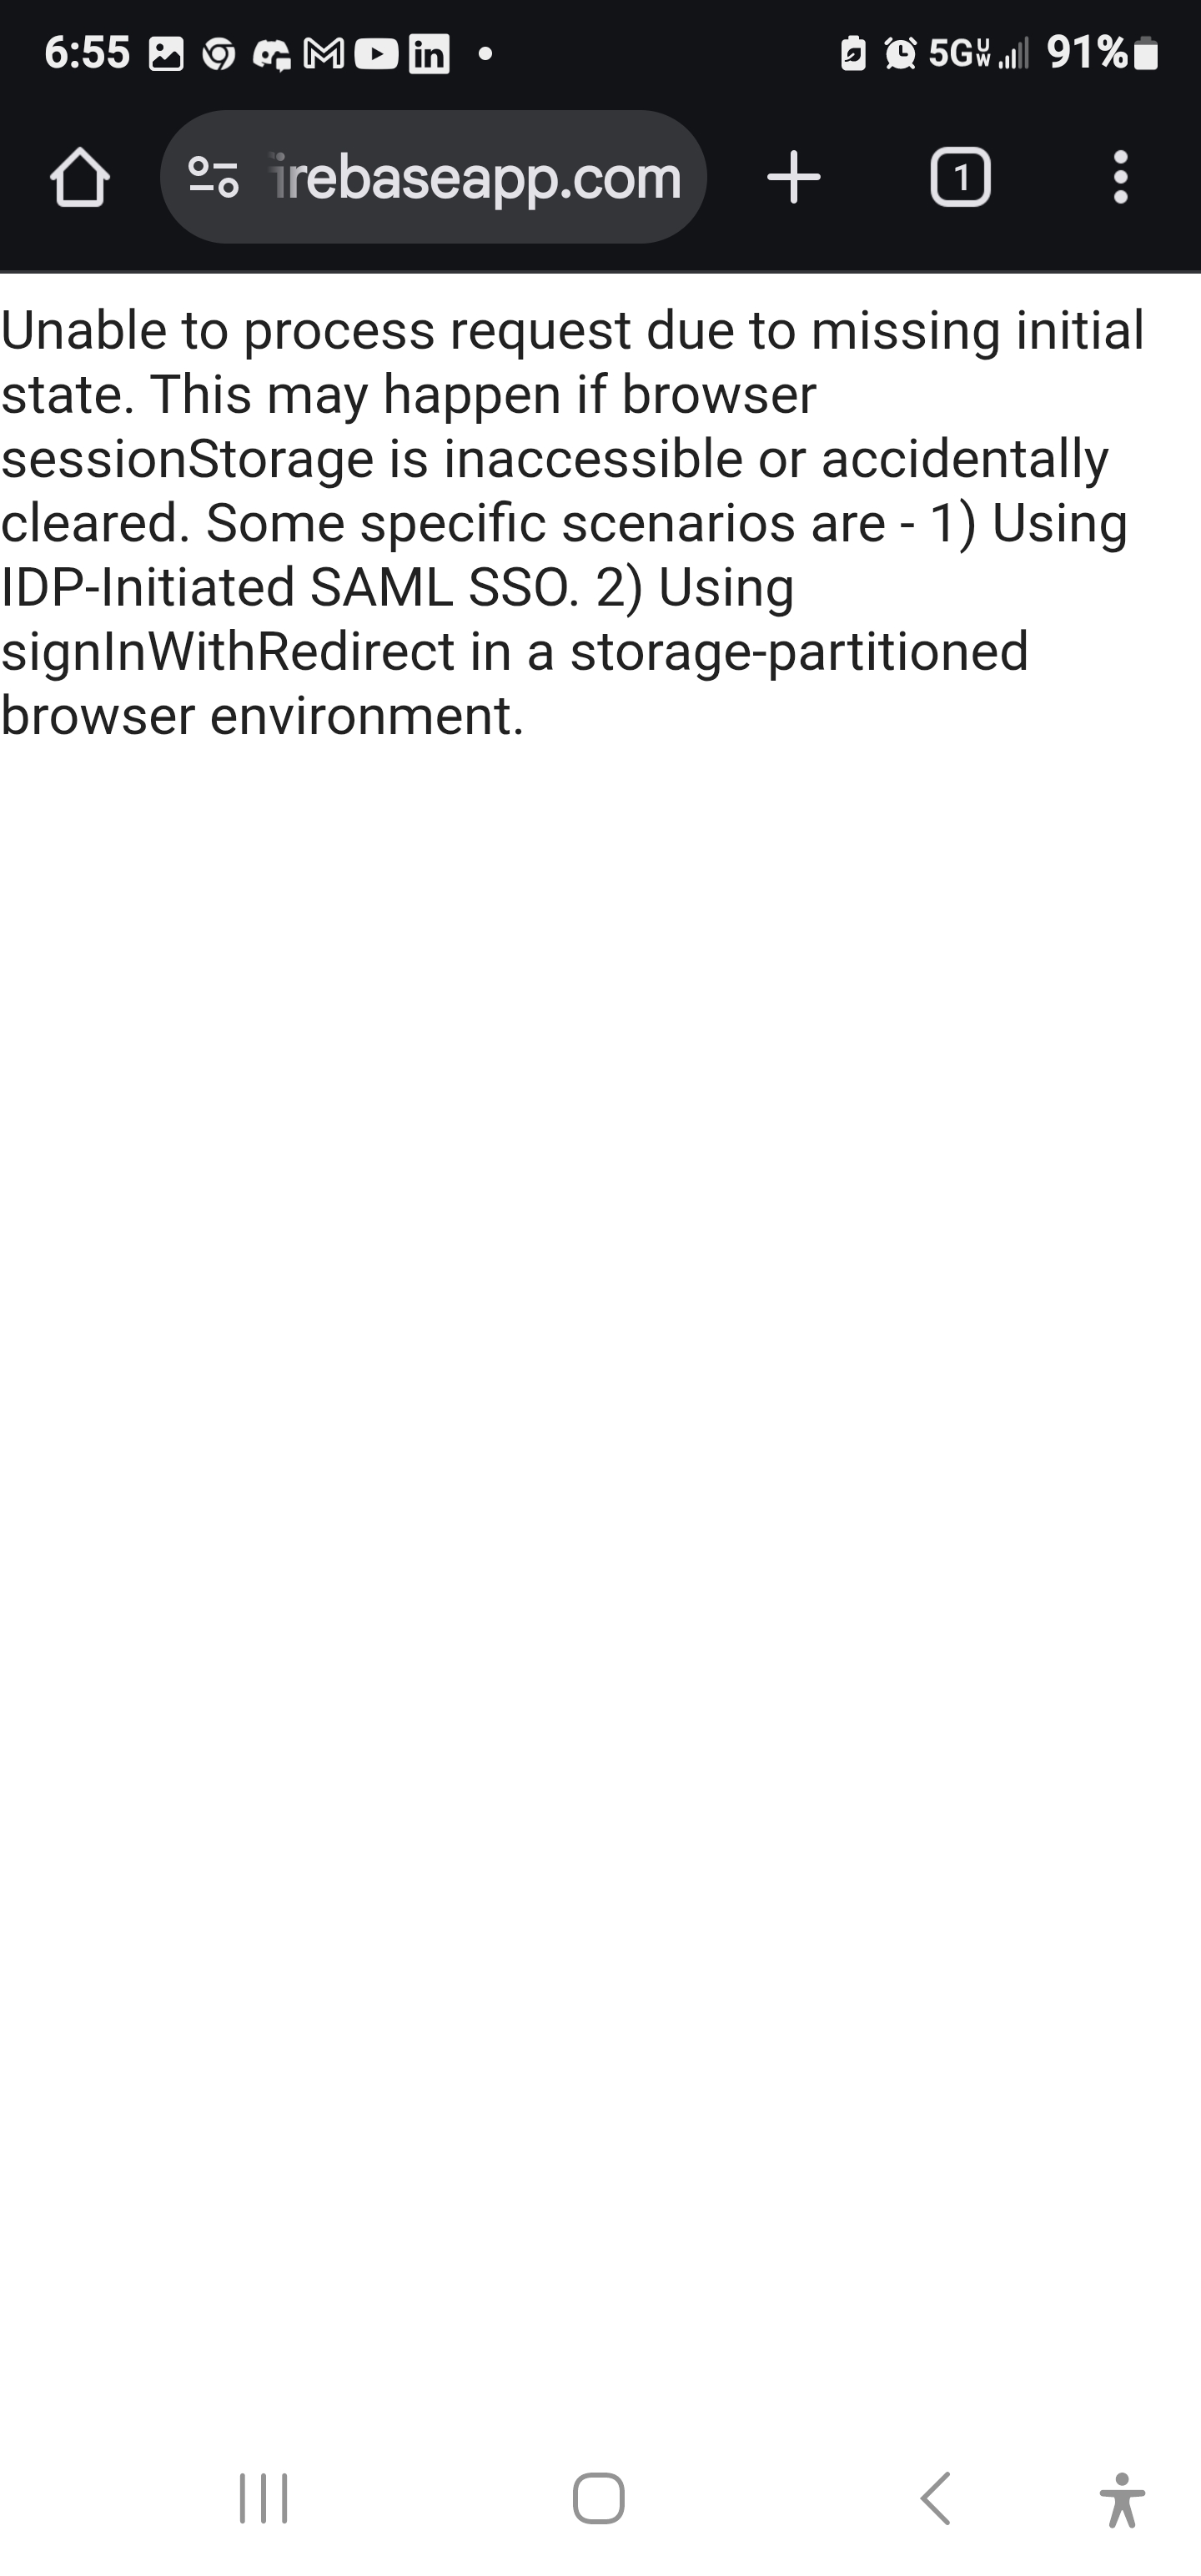 6:55 in 5G UW 91%
irebaseapp.com 1
Unable to process request due to missing initial
state. This may happen if browser
sessionStorage is inaccessible or accidentally
cleared. Some specific scenarios are - 1) Using
IDP-Initiated SAML SSO. 2) Using
signInWithRedirect in a storage-partitioned
browser environment.